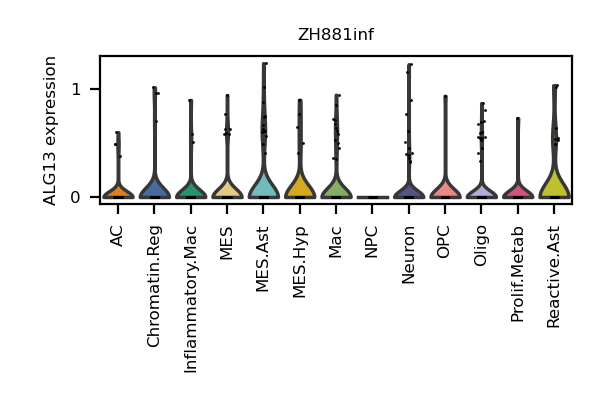 ZH881inf
ALG13 expression
1
0
AC
Chromatin.Reg
Inflammatory.Mac
MES
MES.Ast
MES.Hyp
Mac
NPC
Neuron
OPC
Oligo
Prolif.Metab
Reactive.Ast